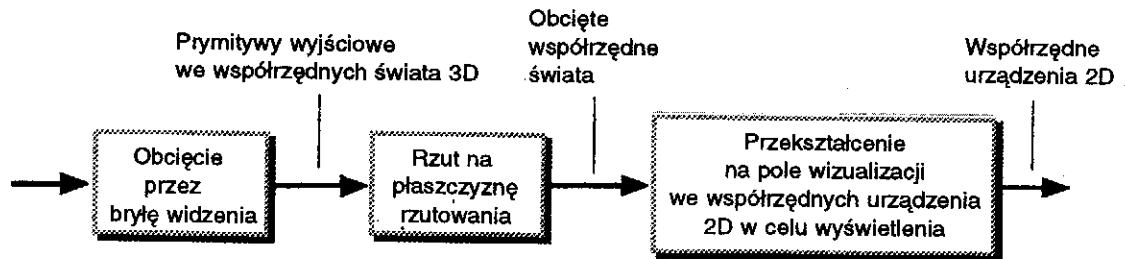 Prymitywy wyjściowe
we współrzędnych świata 3D
Obcięte
współrzędne
świata
Współrzędne
urządzenia 2D
Obcięcie
przez
bryłę widzenia
Rzut na
płaszczyznę
rzutowania
Przekształcenie
na pole wizualizacji
we współrzędnych urządzenia
2D w celu wyświetlenia